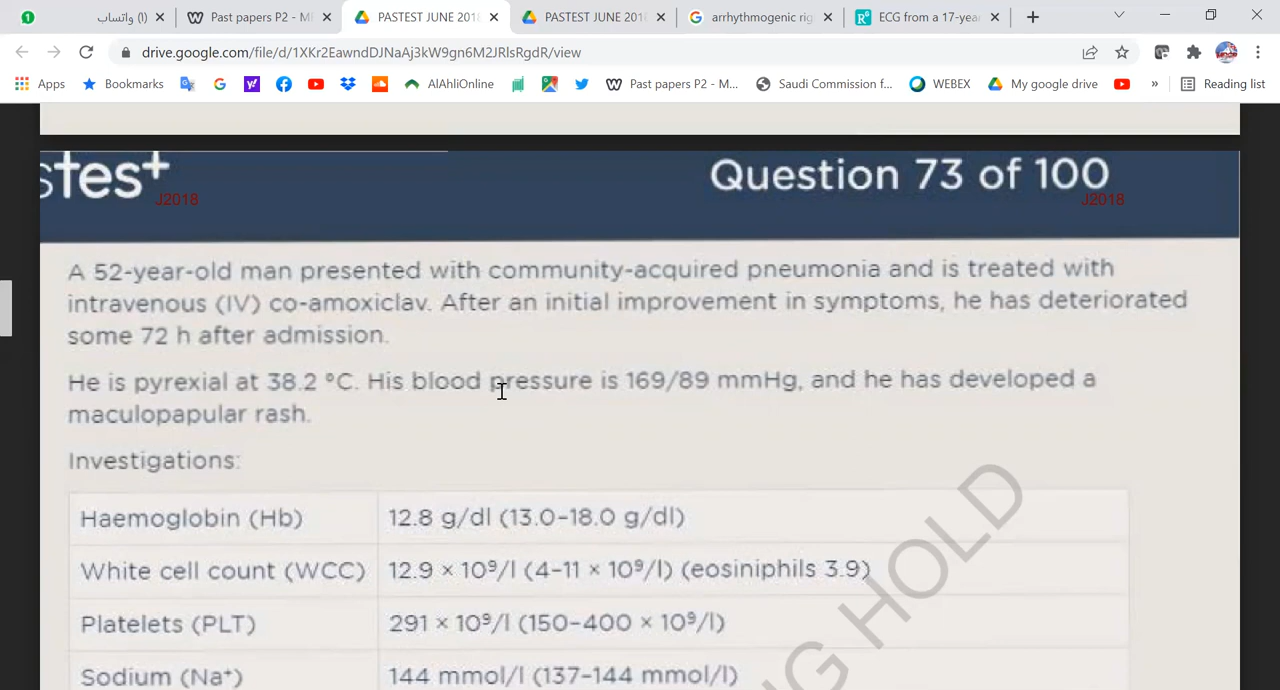 (1) واتساب
Past papers P2 - M
PASTEST JUNE 2018
PASTEST JUNE 2018
arrhythmogenic rig
ECG from a 17-yea
drive.google.com/file/d/1XKr2EawndDJNaAj3kW9gn6M2JRIsRgdR/view
Apps
Bookmarks
AlAhliOnline
Past papers P2 - M...
Saudi Commission f...
WEBEX
My google drive
»
Reading list
stes+
Question 73 of 100
J2018
J2018
A 52-year-old man presented with community-acquired pneumonia and is treated with
intravenous (IV) co-amoxiclav. After an initial improvement in symptoms, he has deteriorated
some 72 h after admission.
He is pyrexial at 38.2 °C. His blood pressure is 169/89 mmHg, and he has developed a
maculopapular rash.
Investigations:
Haemoglobin (Hb) 12.8 g/dl (13.0–18.0 g/dl)
White cell count (WCC) 12.9 × 10⁹/l (4–11 × 10⁹/l) (eosiniphils 3.9)
Platelets (PLT) 291 × 10⁹/l (150–400 × 10⁹/l)
Sodium (Na⁺) 144 mmol/l (137–144 mmol/l)
NG HOLD